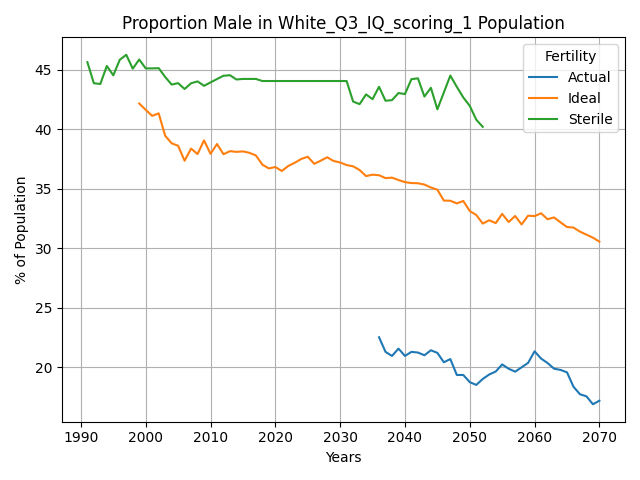 Proportion Male in White_Q3_IQ_scoring_1 Population
Fertility
Actual
Ideal
Sterile
% of Population
45
40
35
30
25
20
1990
2000
2010
2020
2030
2040
2050
2060
2070
Years